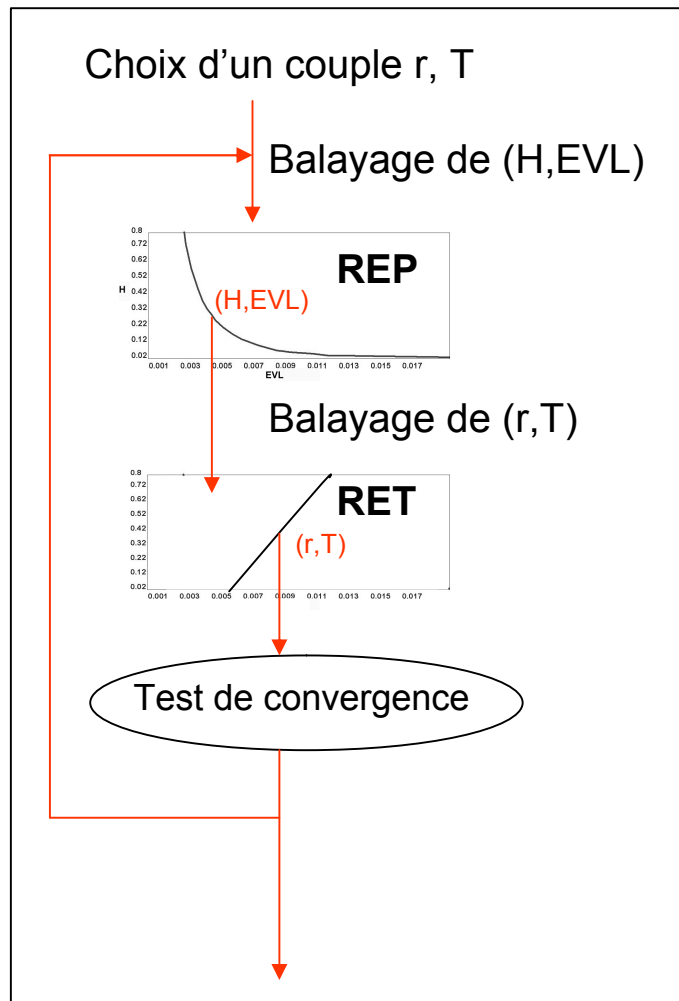 Choix d'un couple r, T
Balayage de (H,EVL)
REP
(H,EVL)
H
0.8
0.72
0.62
0.52
0.42
0.32
0.22
0.12
0.02
0.001 0.003 0.005 0.007 0.009 0.011 0.013 0.015 0.017
EVL
Balayage de (r,T)
RET
(r,T)
0.8
0.72
0.62
0.52
0.42
0.32
0.22
0.12
0.02
0.001 0.003 0.005 0.007 0.009 0.011 0.013 0.015 0.017
Test de convergence